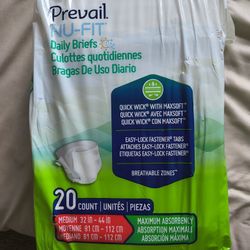 Prevail
NU-FIT
Daily Briefs
Culottes quotidiennes
Bragas De Uso Diario
QUICK WICK WITH MAXSOFT
QUICK WICK AVEC MAXSOFT
QUICK WICK CON MAXSOFT
EASY-LOCK FASTENER TABS
ATTACHES EASY-LOCK FASTENER
ETIQUETAS EASY-LOCK FASTENER
BREATHABLE ZONES
20 COUNT | UNITÉS | PIEZAS
MEDIUM 32 IN - 44 IN
MOYENNE 81 CM - 112 CM
MEDIANO 81 CM - 112 CM
MAXIMUM ABSORBENCY
ABSORPTION MAXIMALE
ABSORCIÓN MÁXIMA